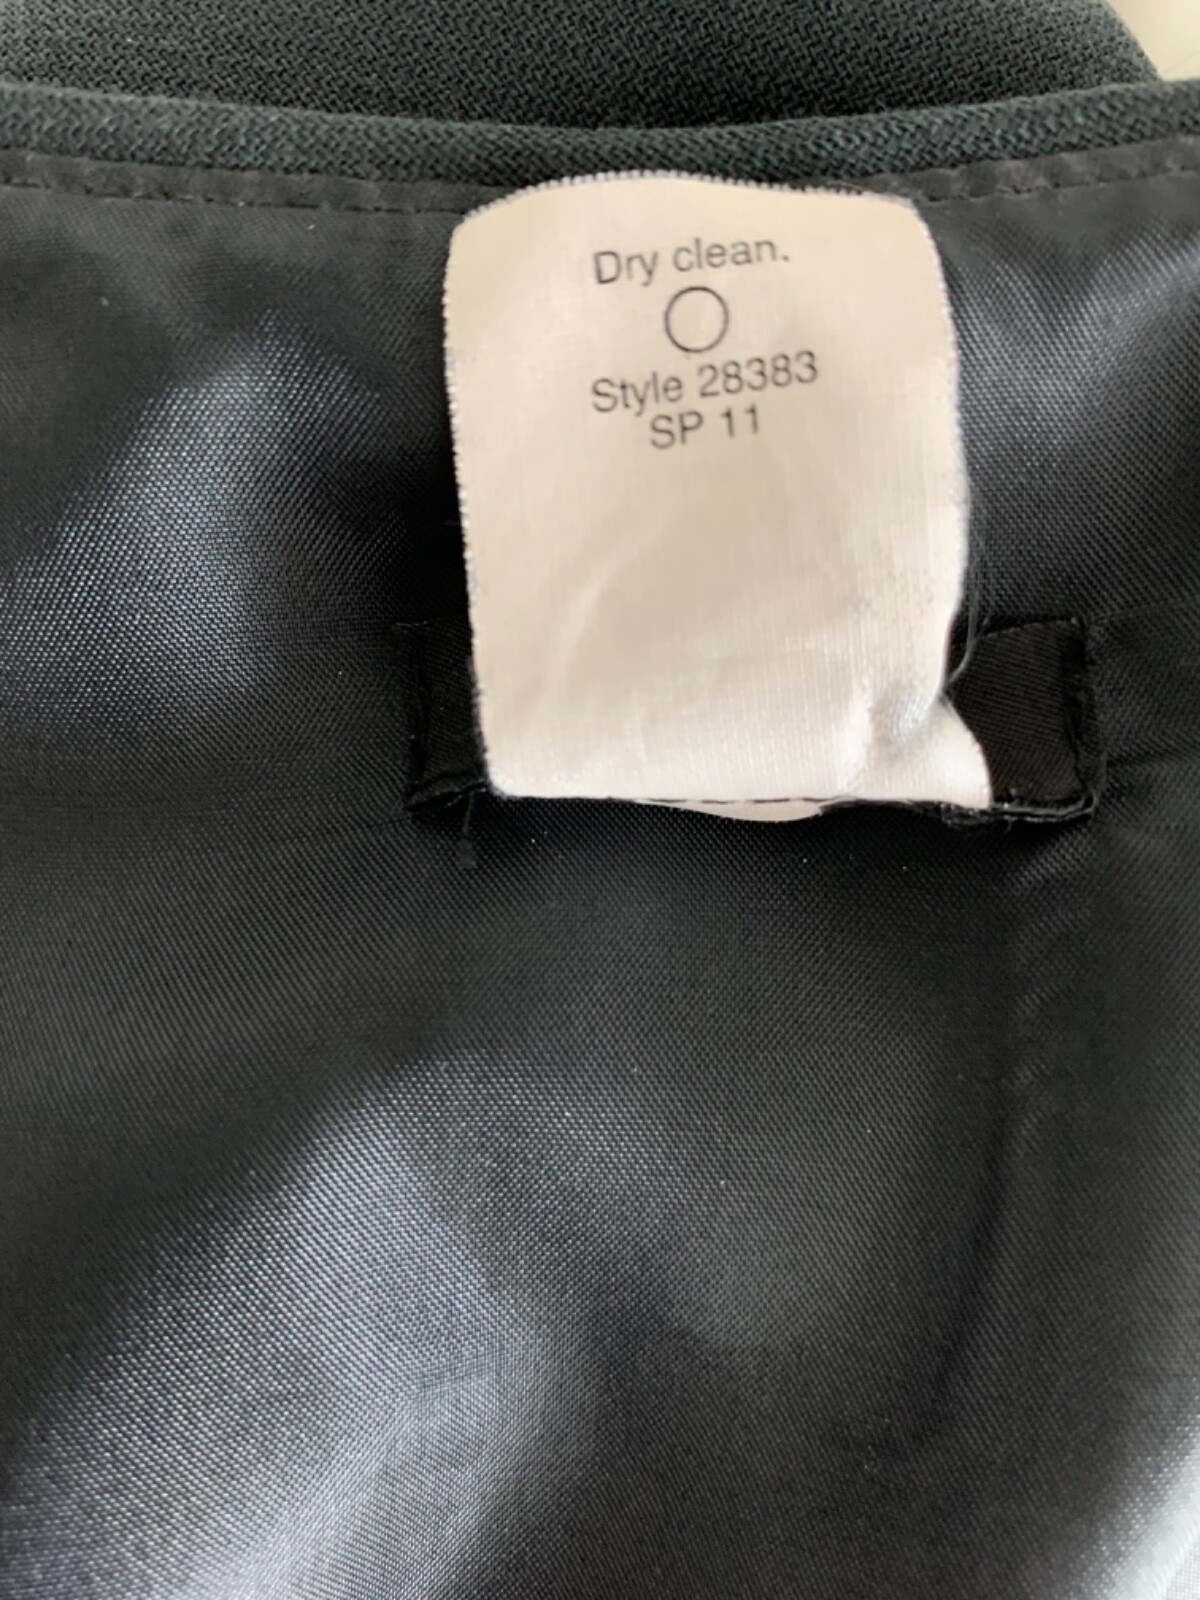 Dry clean.
Style 28383
SP 11